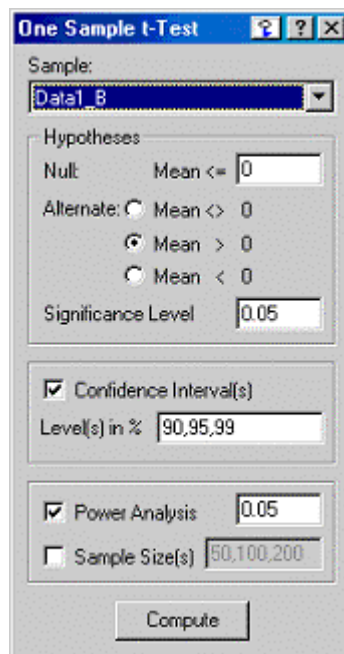 One Sample t-Test ?
Sample:
Data1_B
Hypotheses
Null: Mean <= 0
Alternate: Mean <> 0
Mean > 0
Mean < 0
Significance Level 0.05
Confidence Interval(s)
Level(s) in % 90,95,99
Power Analysis 0.05
Sample Size(s) 50,100,200
Compute